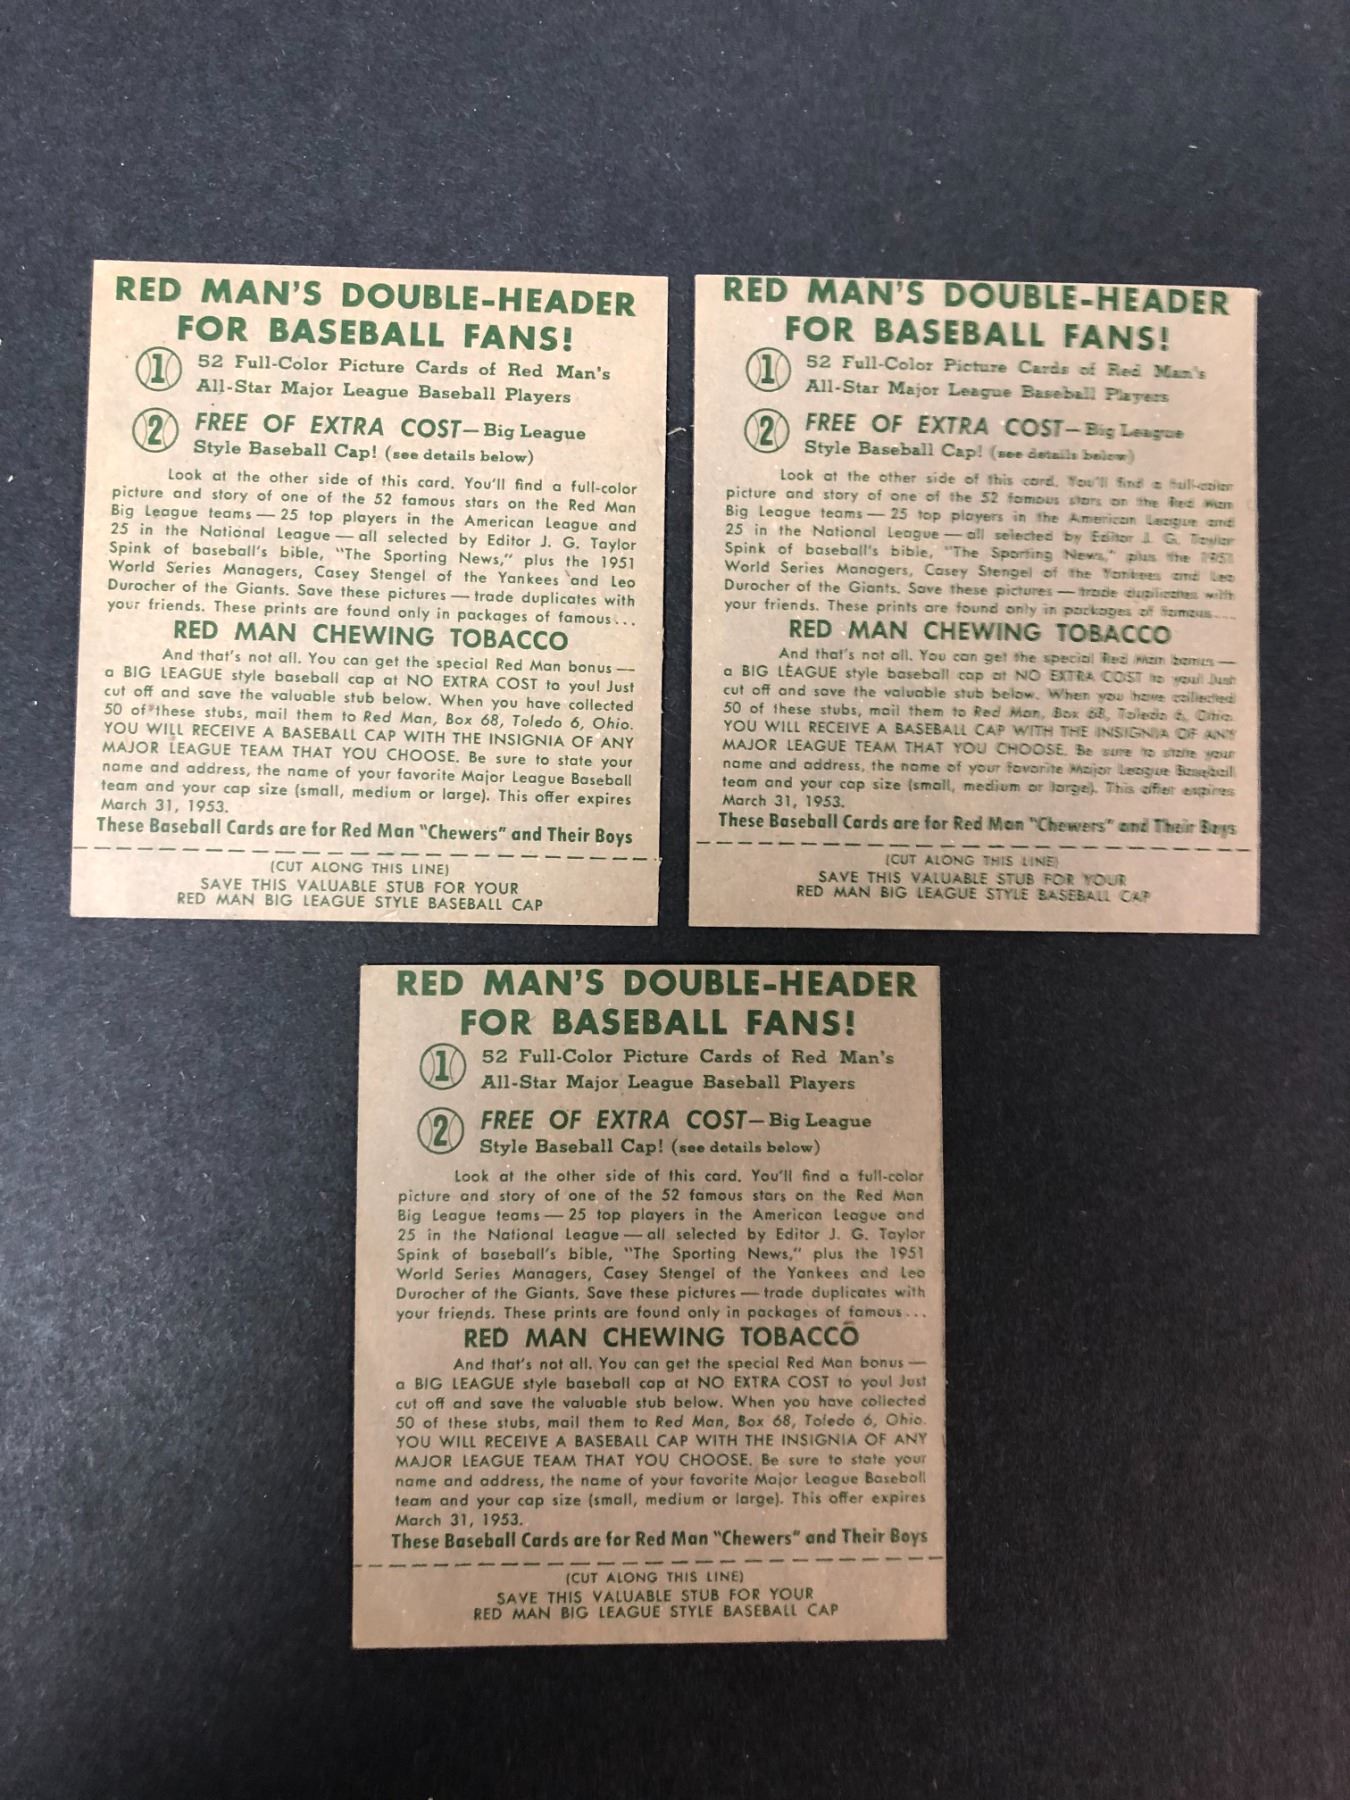 RED MAN'S DOUBLE-HEADER
FOR BASEBALL FANS!
1 52 Full-Color Picture Cards of Red Man's
All-Star Major League Baseball Players
2 FREE OF EXTRA COST—Big League
Style Baseball Cap! (see details below)
Look at the other side of this card. You'll find a full-color
picture and story of one of the 52 famous stars on the Red Man
Big League teams — 25 top players in the American League and
25 in the National League — all selected by Editor J. G. Taylor
Spink of baseball's bible, "The Sporting News," plus the 1951
World Series Managers, Casey Stengel of the Yankees and Leo
Durocher of the Giants. Save these pictures — trade duplicates with
your friends. These prints are found only in packages of famous...
RED MAN CHEWING TOBACCO
And that's not all. You can get the special Red Man bonus —
a BIG LEAGUE style baseball cap at NO EXTRA COST to you! Just
cut off and save the valuable stub below. When you have collected
50 of these stubs, mail them to Red Man, Box 68, Toledo 6, Ohio.
YOU WILL RECEIVE A BASEBALL CAP WITH THE INSIGNIA OF ANY
MAJOR LEAGUE TEAM THAT YOU CHOOSE. Be sure to state your
name and address, the name of your favorite Major League Baseball
team and your cap size (small, medium or large). This offer expires
March 31, 1953.
These Baseball Cards are for Red Man "Chewers" and Their Boys
(CUT ALONG THIS LINE)
SAVE THIS VALUABLE STUB FOR YOUR
RED MAN BIG LEAGUE STYLE BASEBALL CAP
RED MAN'S DOUBLE-HEADER
FOR BASEBALL FANS!
1 52 Full-Color Picture Cards of Red Man's
All-Star Major League Baseball Players
2 FREE OF EXTRA COST—Big League
Style Baseball Cap! (see details below)
Look at the other side of this card. You'll find a full-color
picture and story of one of the 52 famous stars on the Red Man
Big League teams — 25 top players in the American League and
25 in the National League — all selected by Editor J. G. Taylor
Spink of baseball's bible, "The Sporting News," plus the 1951
World Series Managers, Casey Stengel of the Yankees and Leo
Durocher of the Giants. Save these pictures — trade duplicates with
your friends. These prints are found only in packages of famous...
RED MAN CHEWING TOBACCO
And that's not all. You can get the special Red Man bonus —
a BIG LEAGUE style baseball cap at NO EXTRA COST to you! Just
cut off and save the valuable stub below. When you have collected
50 of these stubs, mail them to Red Man, Box 68, Toledo 6, Ohio.
YOU WILL RECEIVE A BASEBALL CAP WITH THE INSIGNIA OF ANY
MAJOR LEAGUE TEAM THAT YOU CHOOSE. Be sure to state your
name and address, the name of your favorite Major League Baseball
team and your cap size (small, medium or large). This offer expires
March 31, 1953.
These Baseball Cards are for Red Man "Chewers" and Their Boys
(CUT ALONG THIS LINE)
SAVE THIS VALUABLE STUB FOR YOUR
RED MAN BIG LEAGUE STYLE BASEBALL CAP
RED MAN'S DOUBLE-HEADER
FOR BASEBALL FANS!
1 52 Full-Color Picture Cards of Red Man's
All-Star Major League Baseball Players
2 FREE OF EXTRA COST—Big League
Style Baseball Cap! (see details below)
Look at the other side of this card. You'll find a full-color
picture and story of one of the 52 famous stars on the Red Man
Big League teams — 25 top players in the American League and
25 in the National League — all selected by Editor J. G. Taylor
Spink of baseball's bible, "The Sporting News," plus the 1951
World Series Managers, Casey Stengel of the Yankees and Leo
Durocher of the Giants. Save these pictures — trade duplicates with
your friends. These prints are found only in packages of famous...
RED MAN CHEWING TOBACCO
And that's not all. You can get the special Red Man bonus —
a BIG LEAGUE style baseball cap at NO EXTRA COST to you! Just
cut off and save the valuable stub below. When you have collected
50 of these stubs, mail them to Red Man, Box 68, Toledo 6, Ohio.
YOU WILL RECEIVE A BASEBALL CAP WITH THE INSIGNIA OF ANY
MAJOR LEAGUE TEAM THAT YOU CHOOSE. Be sure to state your
name and address, the name of your favorite Major League Baseball
team and your cap size (small, medium or large). This offer expires
March 31, 1953.
These Baseball Cards are for Red Man "Chewers" and Their Boys
(CUT ALONG THIS LINE)
SAVE THIS VALUABLE STUB FOR YOUR
RED MAN BIG LEAGUE STYLE BASEBALL CAP